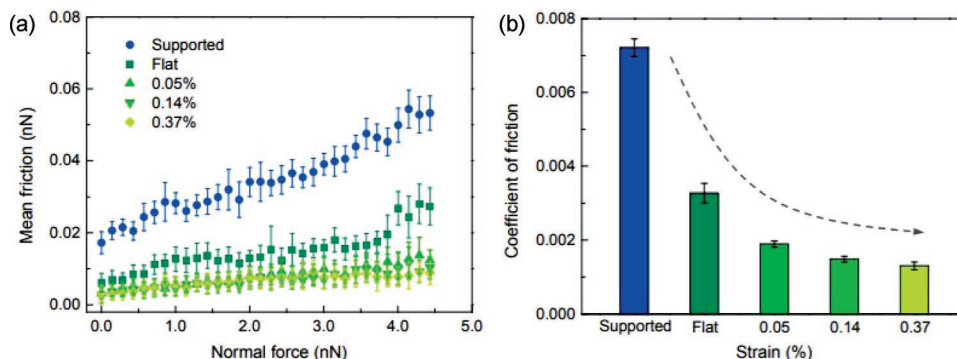 (a)
Mean friction (nN)
0.08
0.06
0.04
0.02
0.00
Supported
Flat
0.05%
0.14%
0.37%
0.0 1.0 2.0 3.0 4.0 5.0
Normal force (nN)
(b)
Coefficient of friction
0.008
0.006
0.004
0.002
0.000
Supported Flat 0.05 0.14 0.37
Strain (%)